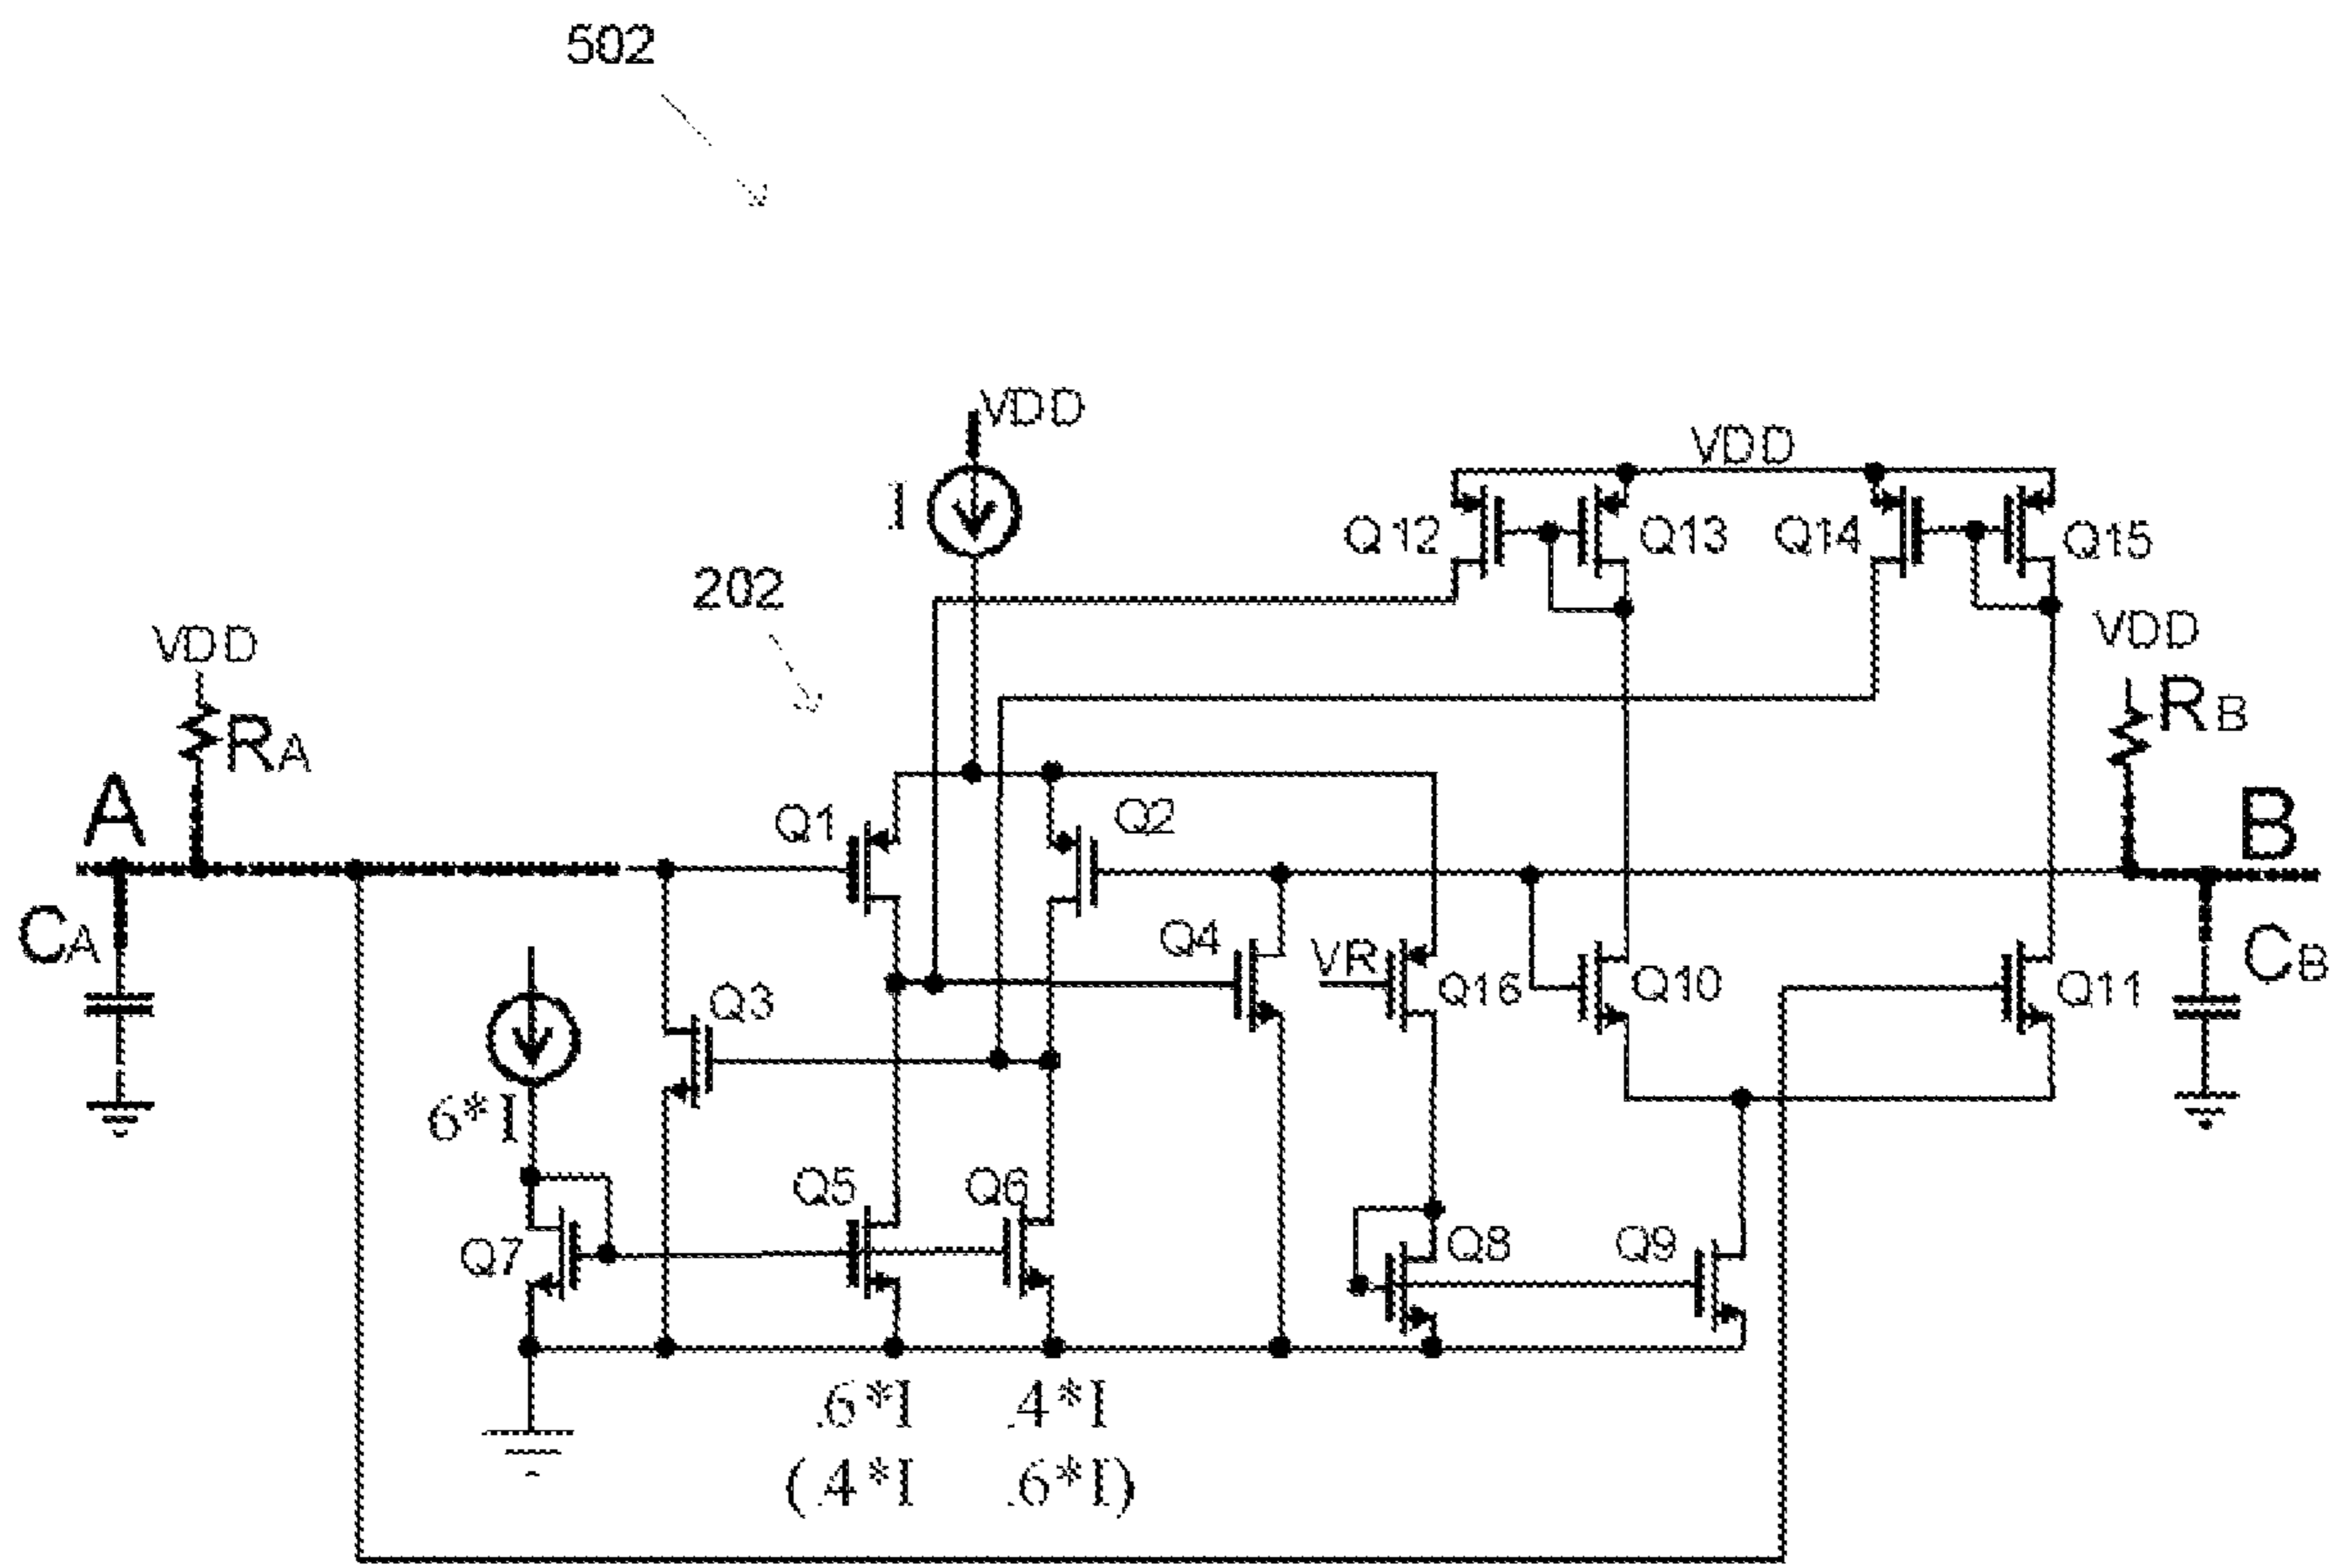 502
VDD
I
VDD
Q12
Q13
Q14
Q15
202
VDD
RA
VDD
RB
A
Q1
Q2
B
CA
Q3
Q4
VR
Q16
Q10
Q11
CB
6*I
Q5
Q6
Q7
Q8
Q9
.6*I .4*I
(.4*I .6*I)